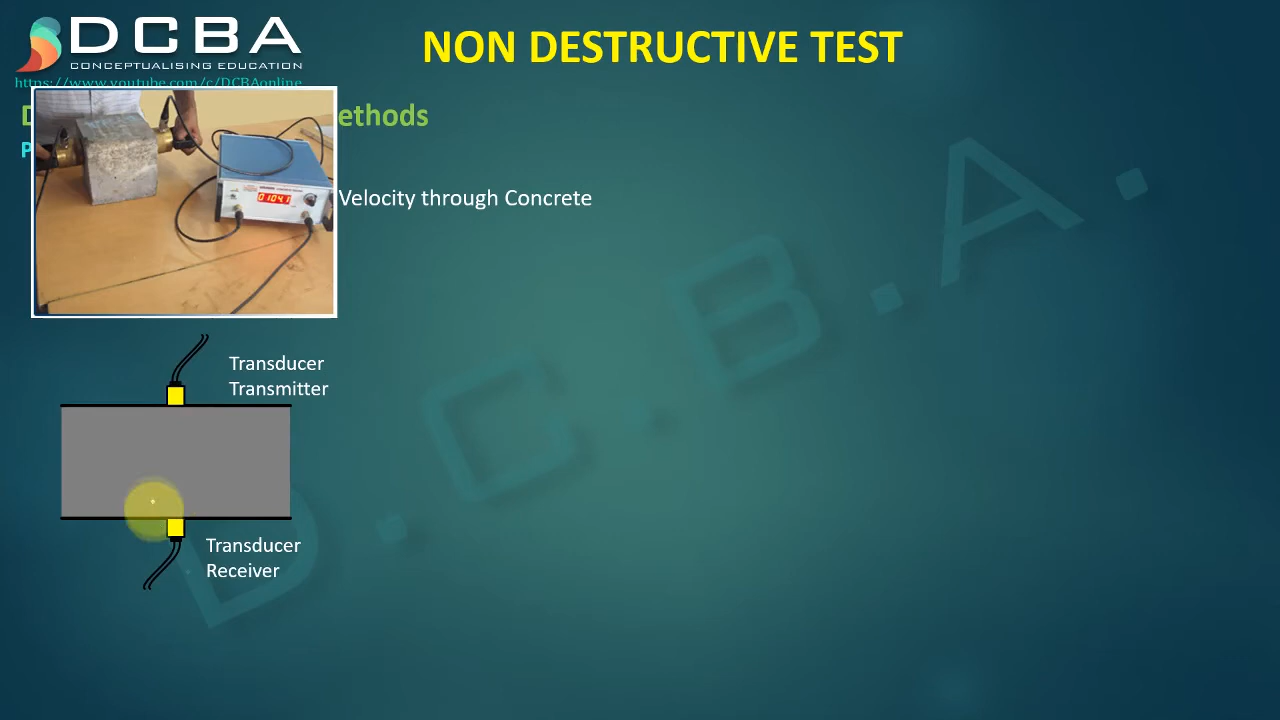 DCBA
CONCEPTUALISING EDUCATION
https://www.youtube.com/c/DCBAonline
NON DESTRUCTIVE TEST
ethods
Velocity through Concrete
Transducer
Transmitter
Transducer
Receiver
D.C.B.A.